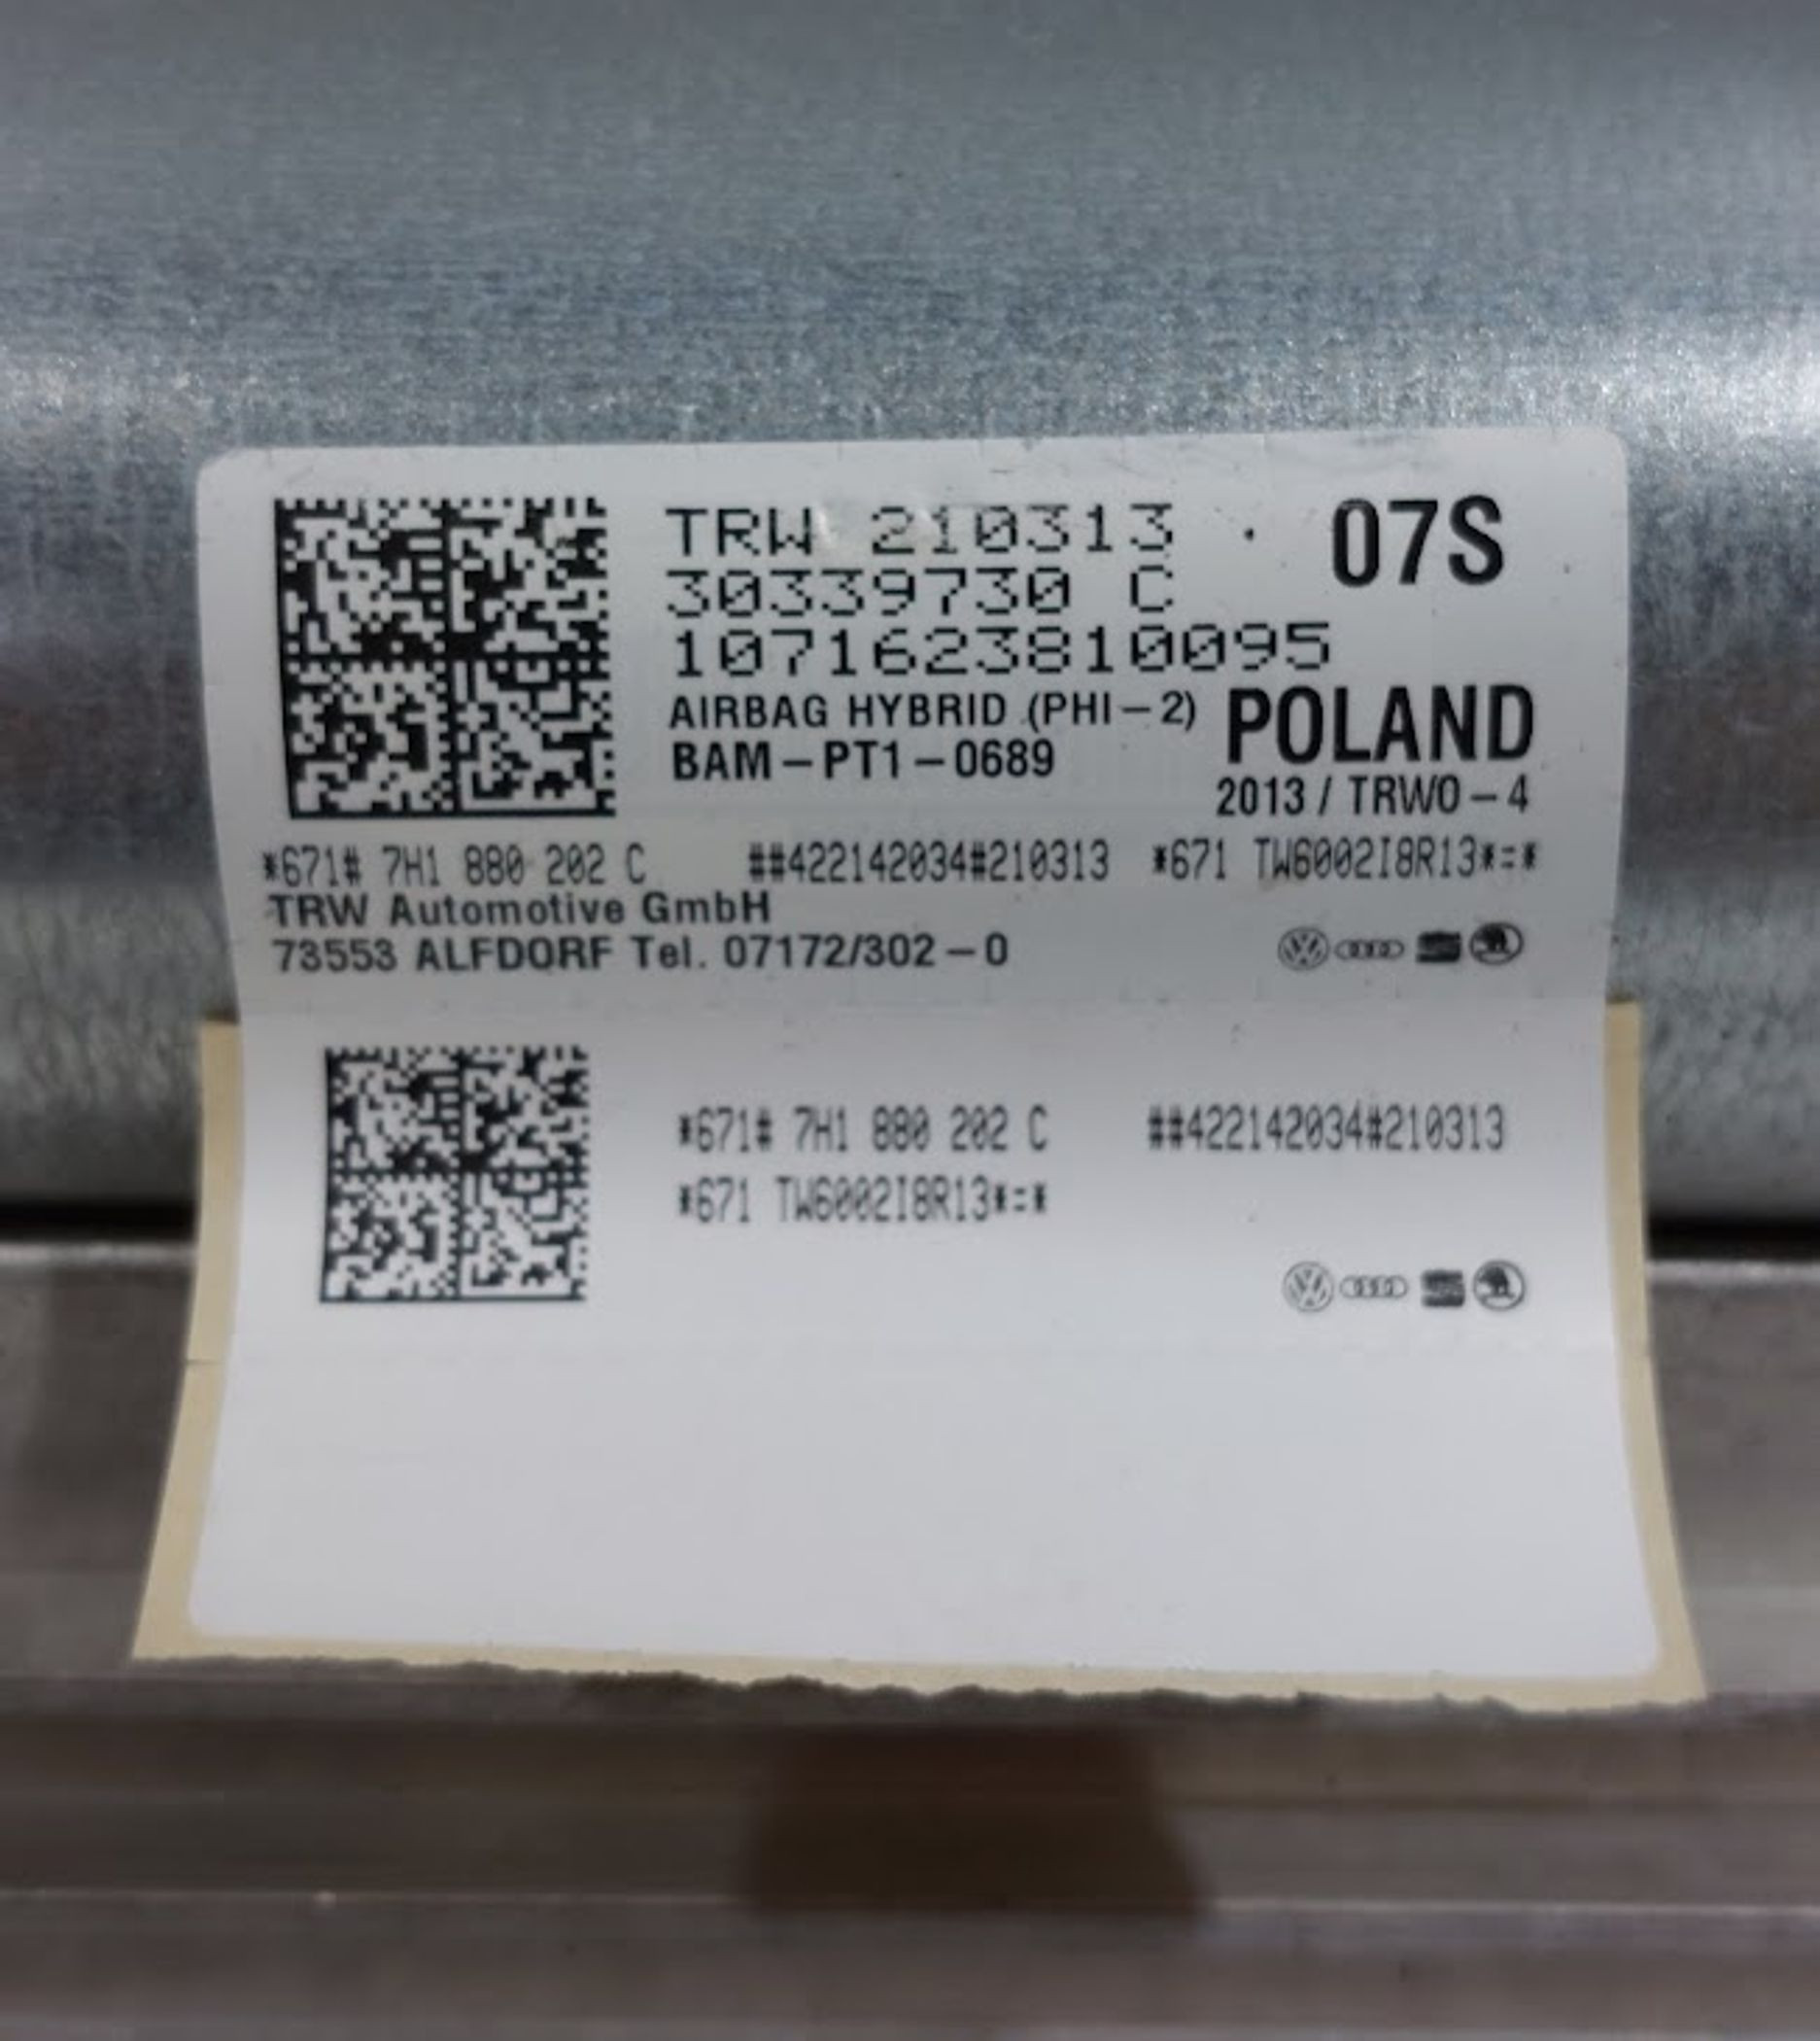 TRW 210313 · 07S
30339730 C
1071623810095
AIRBAG HYBRID (PHI-2) POLAND
BAM-PT1-0689
2013 / TRWO-4
*671# 7H1 880 202 C ##422142034#210313 *671 TW6002I8R13*=*
TRW Automotive GmbH
73553 ALFDORF Tel. 07172/302-0
*671# 7H1 880 202 C ##422142034#210313
*671 TW6002I8R13*=*